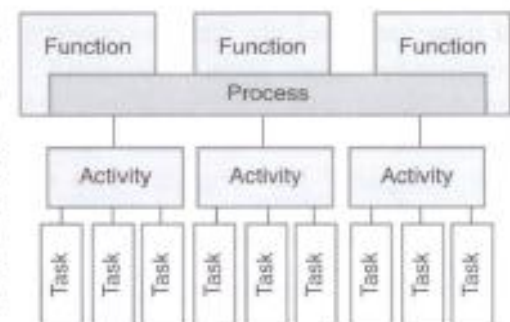 Function Function Function
Process
Activity Activity Activity
Task Task Task Task Task Task Task Task Task